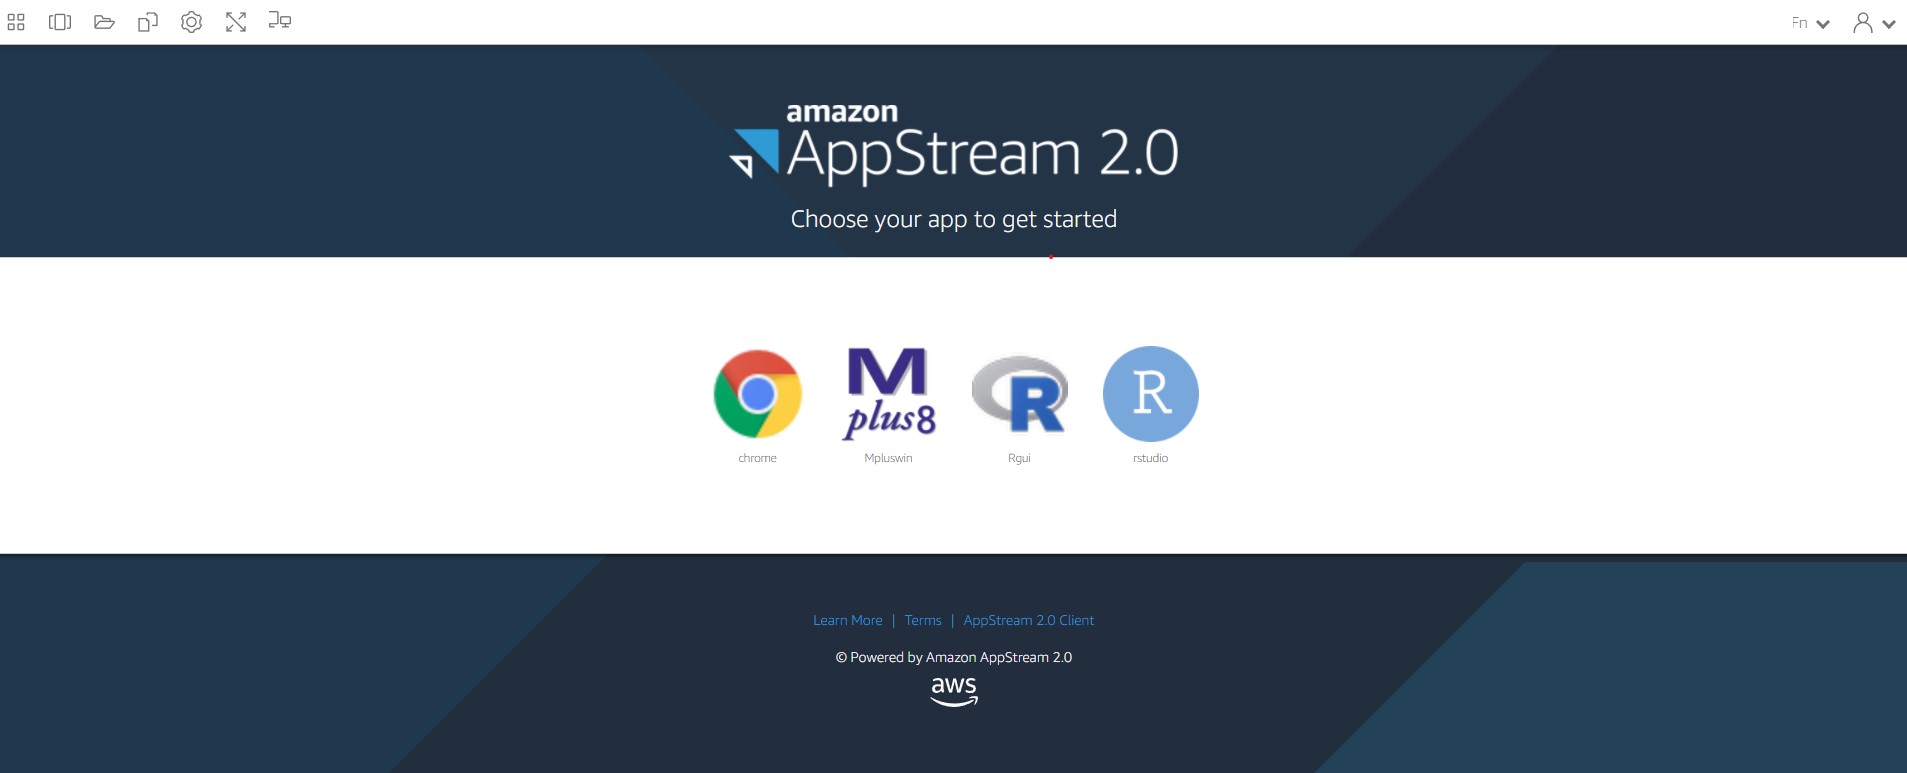 Fn
amazon
AppStream 2.0
Choose your app to get started
M
plus8
R
R
chrome
Mpluswin
Rgui
rstudio
Learn More | Terms | AppStream 2.0 Client
© Powered by Amazon AppStream 2.0
aws